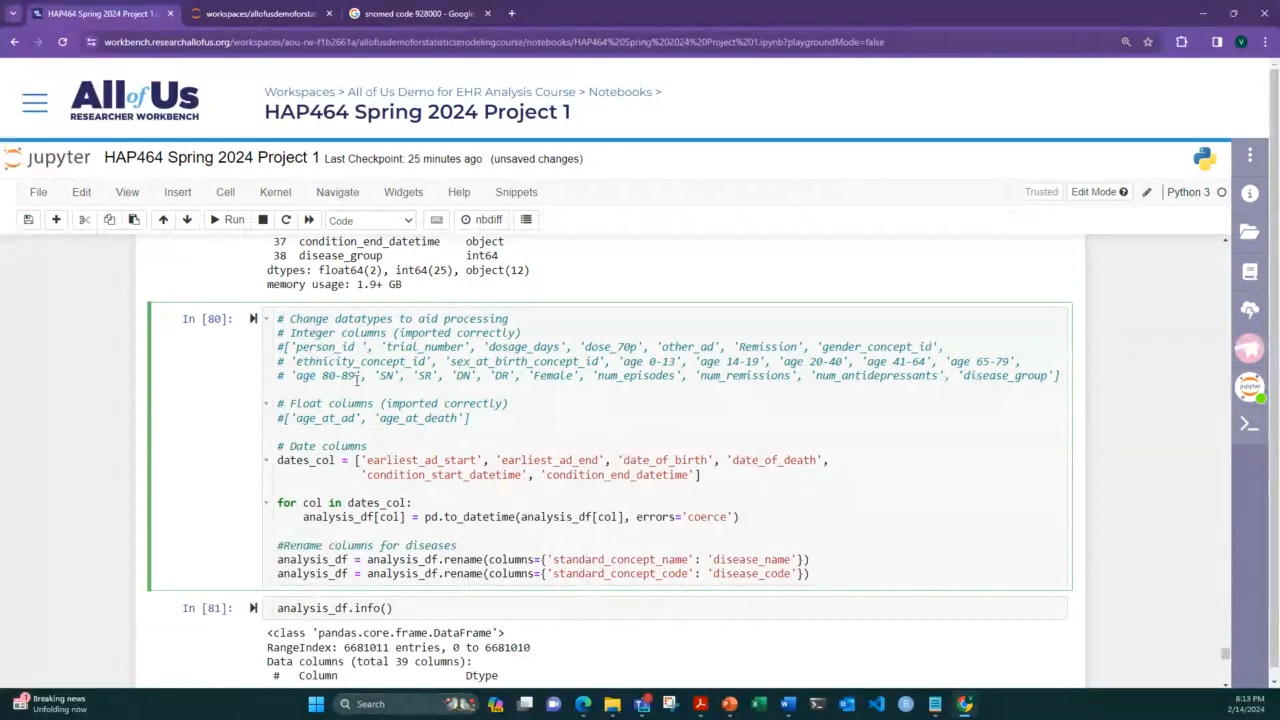 HAP464 Spring 2024 Project 1
workspaces/allofusdemoforstati
snomed code 928000 - Google
workbench.researchallofus.org/workspaces/aou-rw-f1b2661a/allofusdemoforstatisticsmodelingcourse/notebooks/HAP464%20Spring%202024%20Project%201.ipynb?playgroundMode=false
V
All of Us
RESEARCHER WORKBENCH
Workspaces > All of Us Demo for EHR Analysis Course > Notebooks >
HAP464 Spring 2024 Project 1
jupyter HAP464 Spring 2024 Project 1 Last Checkpoint: 25 minutes ago (unsaved changes)
File Edit View Insert Cell Kernel Navigate Widgets Help Snippets Trusted Edit Mode Python 3
Run Code nbdiff
37 condition_end_datetime object
38 disease_group int64
dtypes: float64(2), int64(25), object(12)
memory usage: 1.9+ GB
In [80]:
# Change datatypes to aid processing
# Integer columns (imported correctly)
#['person_id ', 'trial_number', 'dosage_days', 'dose_70p', 'other_ad', 'Remission', 'gender_concept_id',
# 'ethnicity_concept_id', 'sex_at_birth_concept_id', 'age 0-13', 'age 14-19', 'age 20-40', 'age 41-64', 'age 65-79',
# 'age 80-89', 'SN', 'SR', 'DN', 'DR', 'Female', 'num_episodes', 'num_remissions', 'num_antidepressants', 'disease_group']
# Float columns (imported correctly)
#['age_at_ad', 'age_at_death']
# Date columns
dates_col = ['earliest_ad_start', 'earliest_ad_end', 'date_of_birth', 'date_of_death',
'condition_start_datetime', 'condition_end_datetime']
for col in dates_col:
analysis_df[col] = pd.to_datetime(analysis_df[col], errors='coerce')
#Rename columns for diseases
analysis_df = analysis_df.rename(columns={'standard_concept_name': 'disease_name'})
analysis_df = analysis_df.rename(columns={'standard_concept_code': 'disease_code'})
In [81]: analysis_df.info()
<class 'pandas.core.frame.DataFrame'>
RangeIndex: 6681011 entries, 0 to 6681010
Data columns (total 39 columns):
# Column Dtype
jupyter
Breaking news
Unfolding now
Search
8:13 PM
2/14/2024